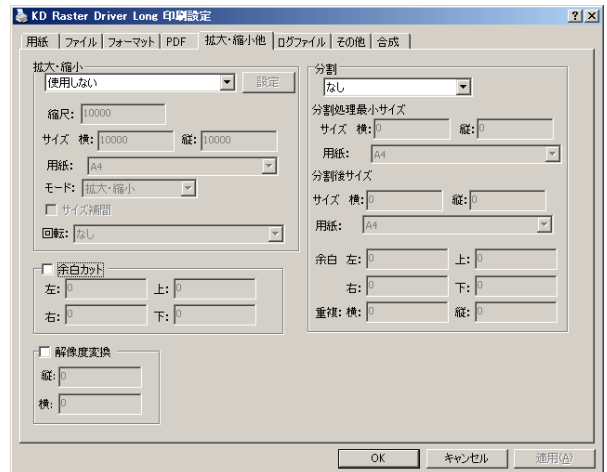 KD Raster Driver Long 印刷設定
用紙 ファイル フォーマット PDF 拡大・縮小他 ログファイル その他 合成
拡大・縮小
使用しない 設定
縮尺: 10000
サイズ 横: 10000 縦: 10000
用紙: A4
モード: 拡大・縮小
サイズ補間
回転: なし
余白カット
左: 0 上: 0
右: 0 下: 0
解像度変換
縦: 0
横: 0
分割
なし
分割処理最小サイズ
サイズ 横: 0 縦: 0
用紙: A4
分割後サイズ
サイズ 横: 0 縦: 0
用紙: A4
余白 左: 0 上: 0
右: 0 下: 0
重複: 横: 0 縦: 0
OK キャンセル 適用(A)